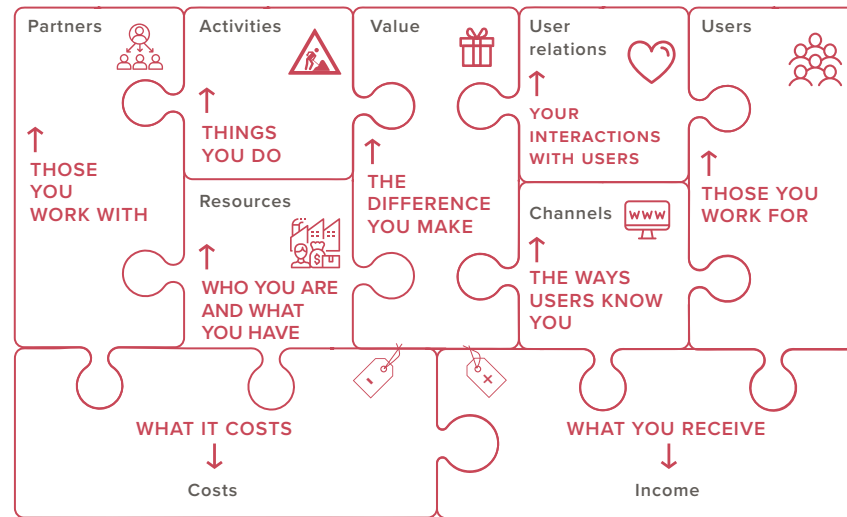 Partners
THOSE
YOU
WORK WITH
Activities
THINGS
YOU DO
Resources
WHO YOU ARE
AND WHAT
YOU HAVE
Value
THE
DIFFERENCE
YOU MAKE
User
relations
YOUR
INTERACTIONS
WITH USERS
Channels
www
THE WAYS
USERS KNOW
YOU
Users
THOSE YOU
WORK FOR
-
WHAT IT COSTS
Costs
+
WHAT YOU RECEIVE
Income